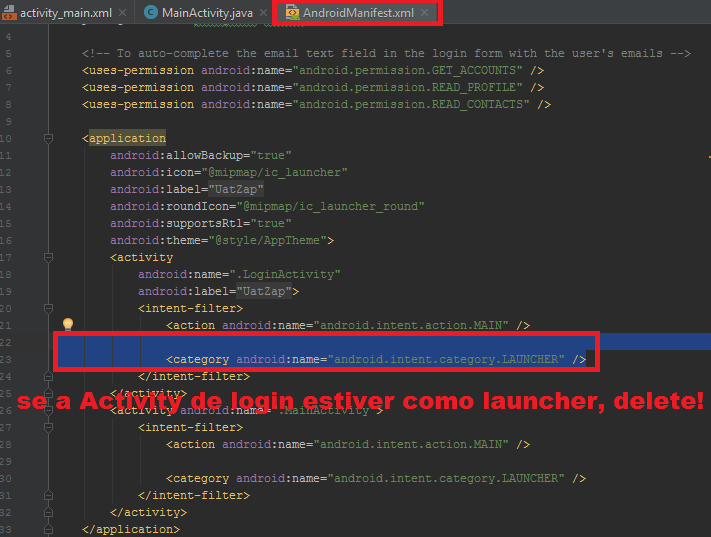 activity_main.xml × MainActivity.java × AndroidManifest.xml ×
4
5 <!-- To auto-complete the email text field in the login form with the user's emails -->
6 <uses-permission android:name="android.permission.GET_ACCOUNTS" />
7 <uses-permission android:name="android.permission.READ_PROFILE" />
8 <uses-permission android:name="android.permission.READ_CONTACTS" />
9
10 <application
11 android:allowBackup="true"
12 android:icon="@mipmap/ic_launcher"
13 android:label="UatZap"
14 android:roundIcon="@mipmap/ic_launcher_round"
15 android:supportsRtl="true"
16 android:theme="@style/AppTheme">
17 <activity
18 android:name=".LoginActivity"
19 android:label="UatZap">
20 <intent-filter>
21 <action android:name="android.intent.action.MAIN" />
22
23 <category android:name="android.intent.category.LAUNCHER" />
24 </intent-filter>
se a Activity de login estiver como launcher, delete!
25 </activity>
26 <activity android:name=".MainActivity">
27 <intent-filter>
28 <action android:name="android.intent.action.MAIN" />
29
30 <category android:name="android.intent.category.LAUNCHER" />
31 </intent-filter>
32 </activity>
33 </application>